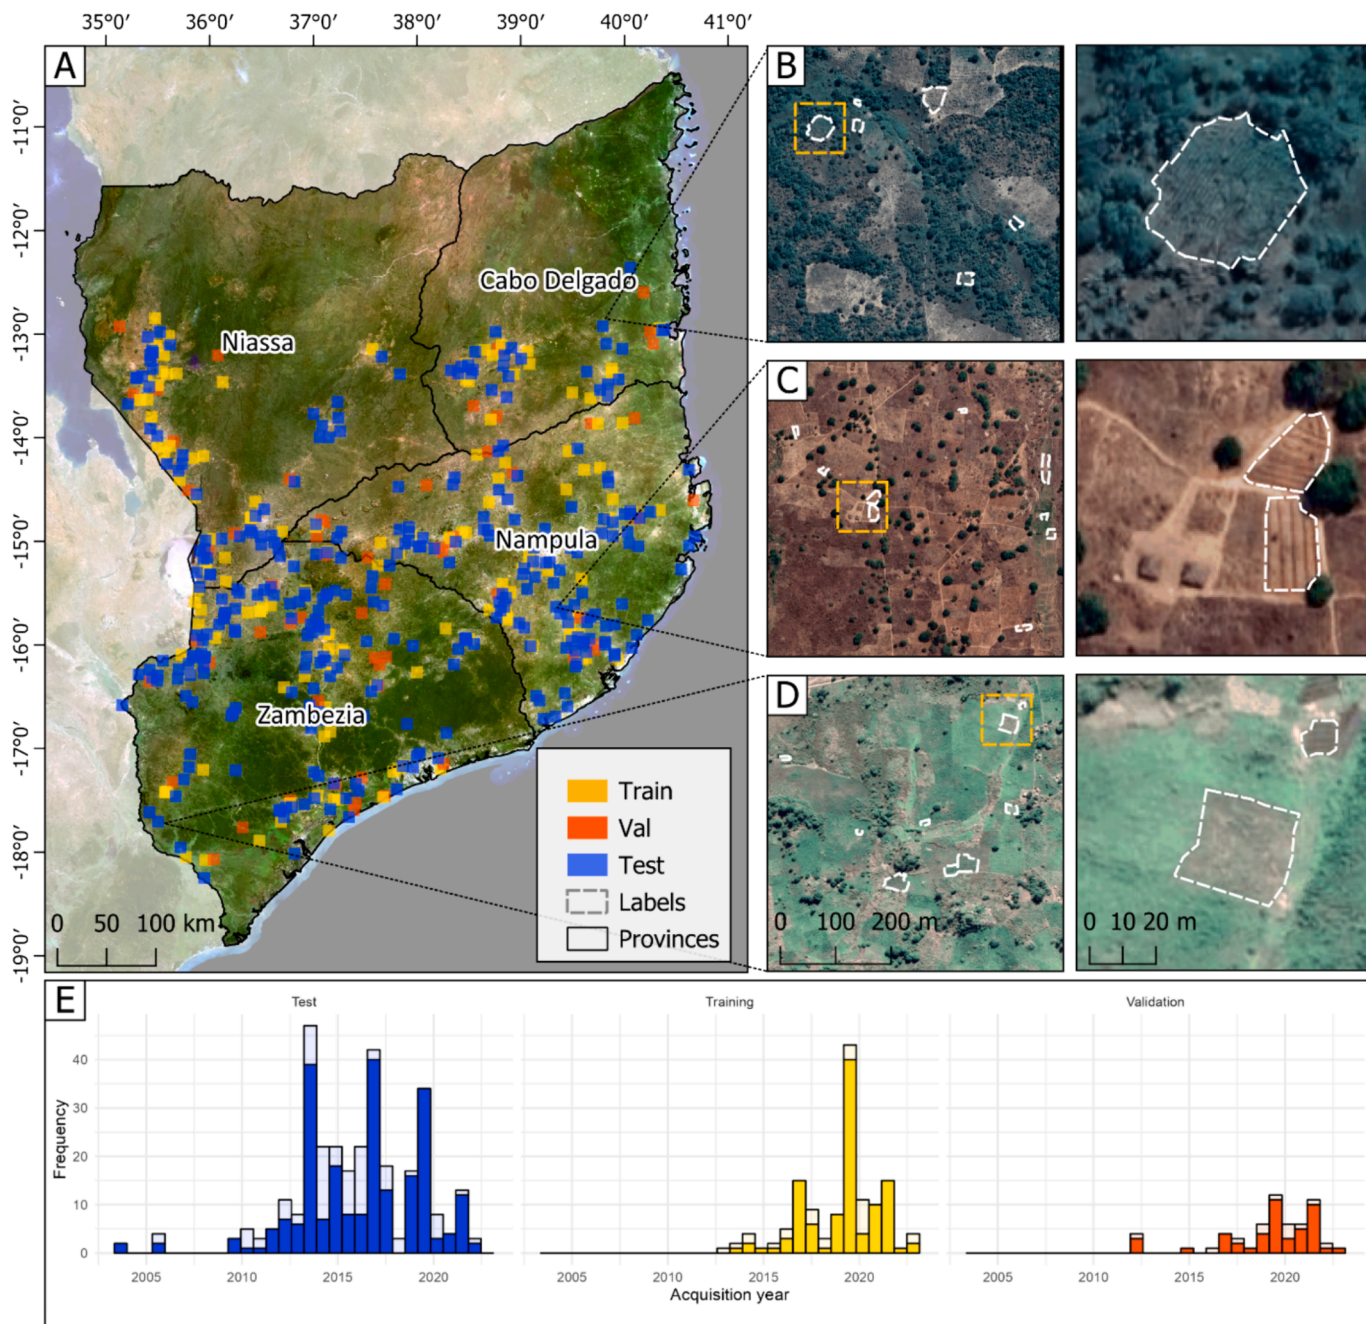 35°0′ 36°0′ 37°0′ 38°0′ 39°0′ 40°0′ 41°0′
A
-11°0′
-12°0′
-13°0′
-14°0′
-15°0′
-16°0′
-17°0′
-18°0′
-19°0′
Cabo Delgado
Niassa
Nampula
Zambezia
Train
Val
Test
Labels
Provinces
0 50 100 km
B
C
D
0 100 200 m
0 10 20 m
E
Test Training Validation
Frequency
40
30
20
10
0
2005 2010 2015 2020 2005 2010 2015 2020 2005 2010 2015 2020
Acquisition year